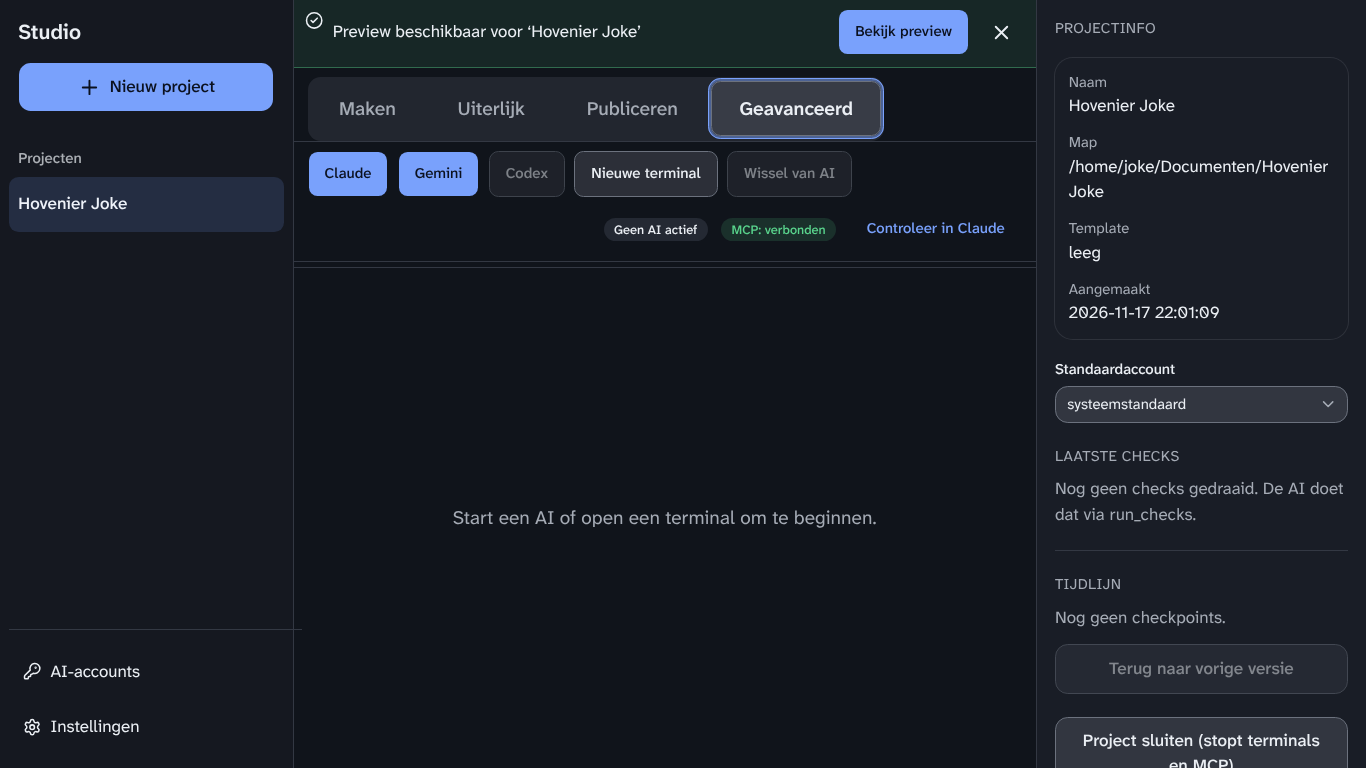 Studio
Nieuw project
Projecten
Hovenier Joke
AI-accounts
Instellingen
Preview beschikbaar voor ‘Hovenier Joke’
Bekijk preview
Maken
Uiterlijk
Publiceren
Geavanceerd
Claude
Gemini
Codex
Nieuwe terminal
Wissel van AI
Geen AI actief
MCP: verbonden
Controleer in Claude
Start een AI of open een terminal om te beginnen.
PROJECTINFO
Naam
Hovenier Joke
Map
/home/joke/Documenten/Hovenier
Joke
Template
leeg
Aangemaakt
2026-11-17 22:01:09
Standaardaccount
systeemstandaard
LAATSTE CHECKS
Nog geen checks gedraaid. De AI doet
dat via run_checks.
TIJDLIJN
Nog geen checkpoints.
Terug naar vorige versie
Project sluiten (stopt terminals
en MCP)